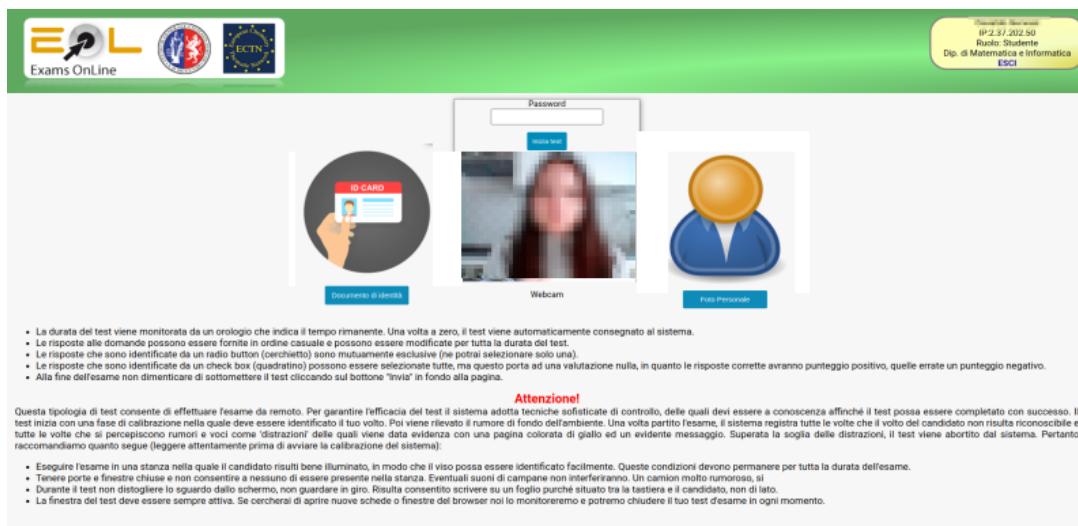 EOL
Exams OnLine
ECTN
IP:2.37.202.50
Ruolo: Studente
Dip. di Matematica e Informatica
ESCI
Password
Inizia test
ID CARD
Documento di identità
Webcam
Foto Personale
• La durata del test viene monitorata da un orologio che indica il tempo rimanente. Una volta a zero, il test viene automaticamente consegnato al sistema.
• Le risposte alle domande possono essere fornite in ordine casuale e possono essere modificate per tutta la durata del test.
• Le risposte che sono identificate da un radio button (cerchietto) sono mutuamente esclusive (ne potrai selezionare solo una).
• Le risposte che sono identificate da un check box (quadratino) possono essere selezionate tutte, ma questo porta ad una valutazione nulla, in quanto le risposte corrette avranno punteggio positivo, quelle errate un punteggio negativo.
• Alla fine dell'esame non dimenticare di sottomettere il test cliccando sul bottone "Invia" in fondo alla pagina.
Attenzione!
Questa tipologia di test consente di effettuare l'esame da remoto. Per garantire l'efficacia del test il sistema adotta tecniche sofisticate di controllo, delle quali devi essere a conoscenza affinché il test possa essere completato con successo. Il
test inizia con una fase di calibrazione nella quale deve essere identificato il tuo volto. Poi viene rilevato il rumore di fondo dell'ambiente. Una volta partito l'esame, il sistema registra tutte le volte che il volto del candidato non risulta riconoscibile e
tutte le volte che si percepiscono rumori e voci come 'distrazioni' delle quali viene data evidenza con una pagina colorata di giallo ed un evidente messaggio. Superata la soglia delle distrazioni, il test viene abortito dal sistema. Pertanto
raccomandiamo quanto segue (leggere attentamente prima di avviare la calibrazione del sistema):
• Eseguire l'esame in una stanza nella quale il candidato risulti bene illuminato, in modo che il viso possa essere identificato facilmente. Queste condizioni devono permanere per tutta la durata dell'esame.
• Tenere porte e finestre chiuse e non consentire a nessuno di essere presente nella stanza. Eventuali suoni di campane non interferiranno. Un camion molto rumoroso, si
• Durante il test non distogliere lo sguardo dallo schermo, non guardare in giro. Risulta consentito scrivere su un foglio purché situato tra la tastiera e il candidato, non di lato.
• La finestra del test deve essere sempre attiva. Se cercherai di aprire nuove schede o finestre del browser noi lo monitoreremo e potremo chiudere il tuo test d'esame in ogni momento.